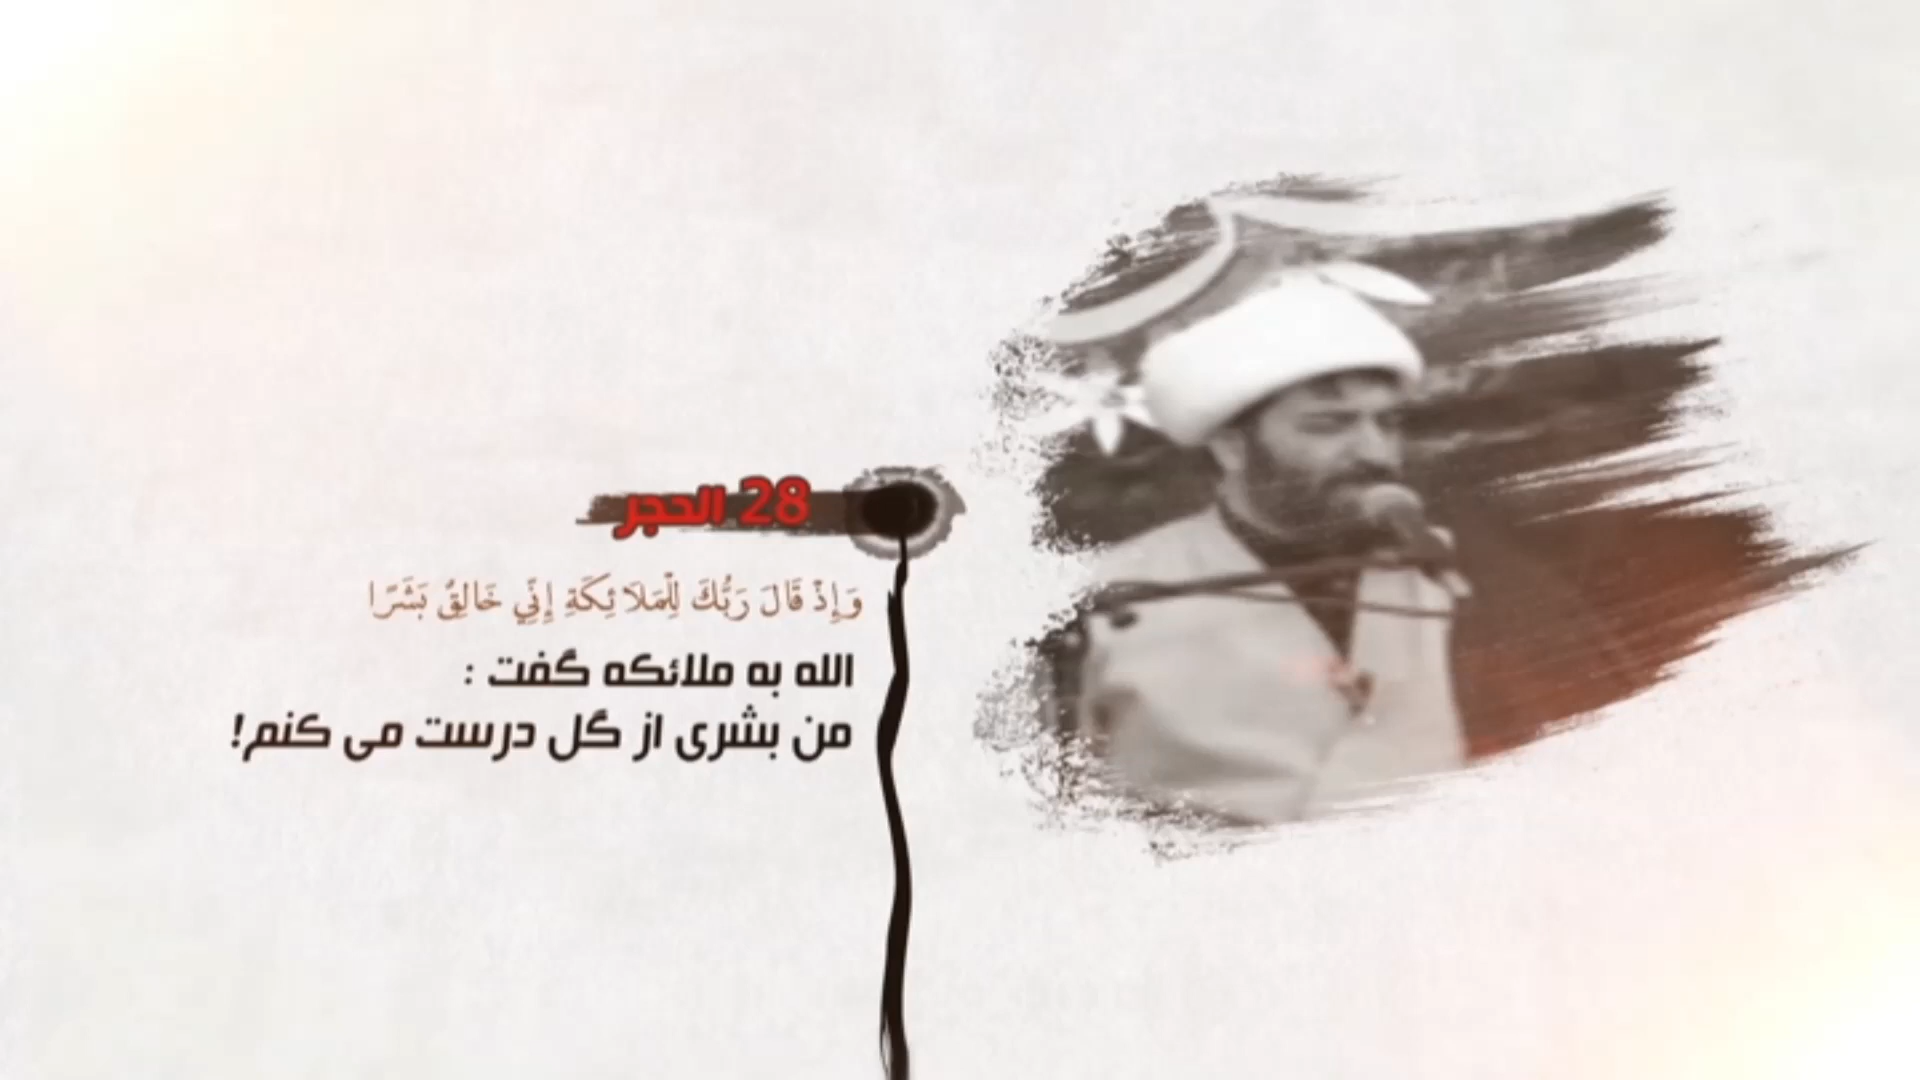 28 الحجر
وَإِذْ قَالَ رَبُّكَ لِلْمَلَائِكَةِ إِنِّي خَالِقٌ بَشَرًا
الله به ملائکه گفت :
من بشری از گل درست می کنم!